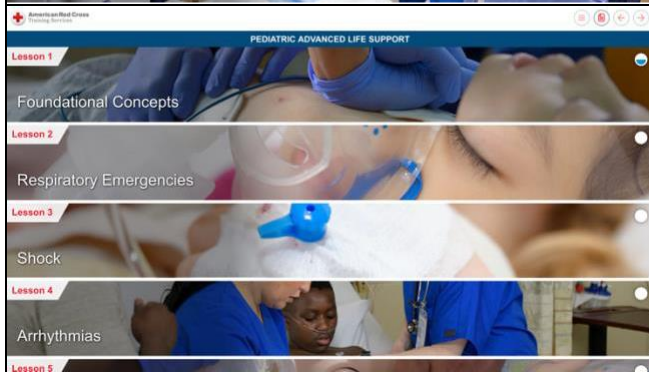 American Red Cross
Training Services
PEDIATRIC ADVANCED LIFE SUPPORT
Lesson 1
Foundational Concepts
Lesson 2
Respiratory Emergencies
Lesson 3
Shock
Lesson 4
Arrhythmias
Lesson 5